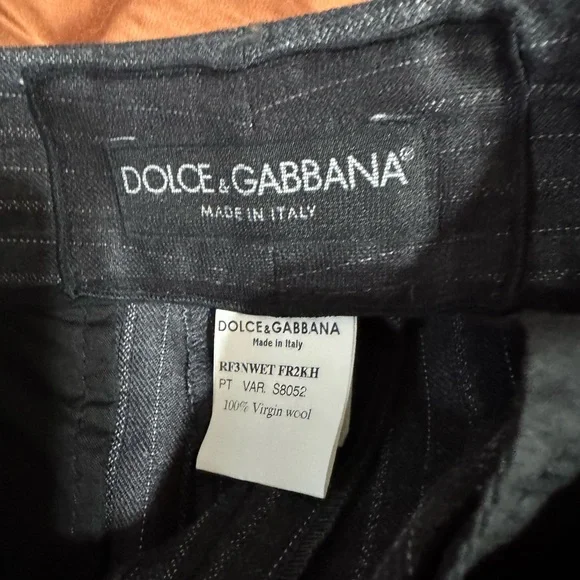 DOLCE & GABBANA®
MADE IN ITALY
DOLCE & GABBANA
Made in Italy
RF3NWET FR2KH
PT VAR. S8052
100% Virgin wool